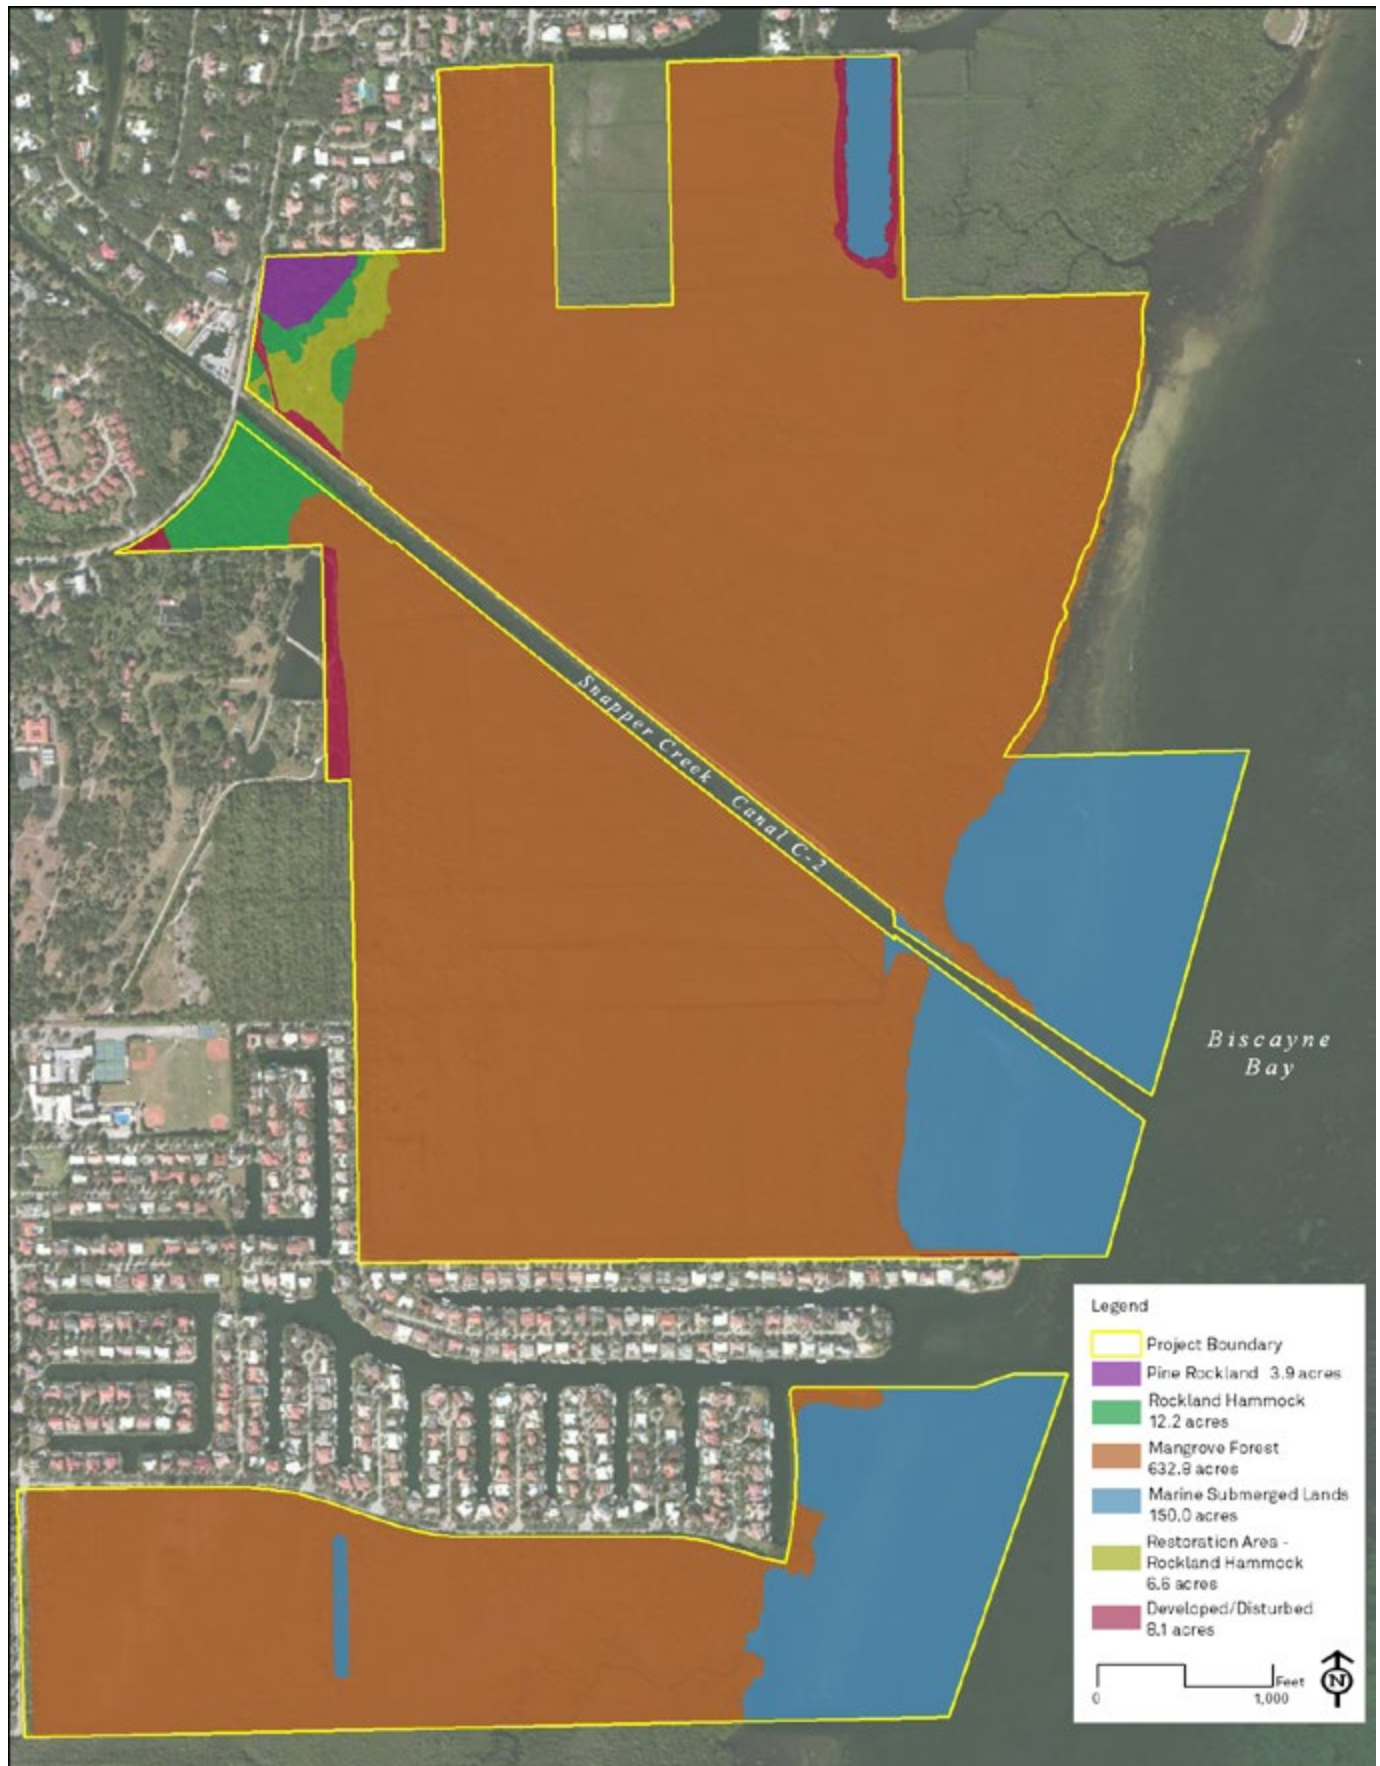 Snapper Creek Canal C-2
Biscayne
Bay
Legend
Project Boundary
Pine Rockland 3.9 acres
Rockland Hammock
12.2 acres
Mangrove Forest
632.8 acres
Marine Submerged Lands
150.0 acres
Restoration Area -
Rockland Hammock
6.6 acres
Developed/Disturbed
8.1 acres
Feet
0 1,000
N